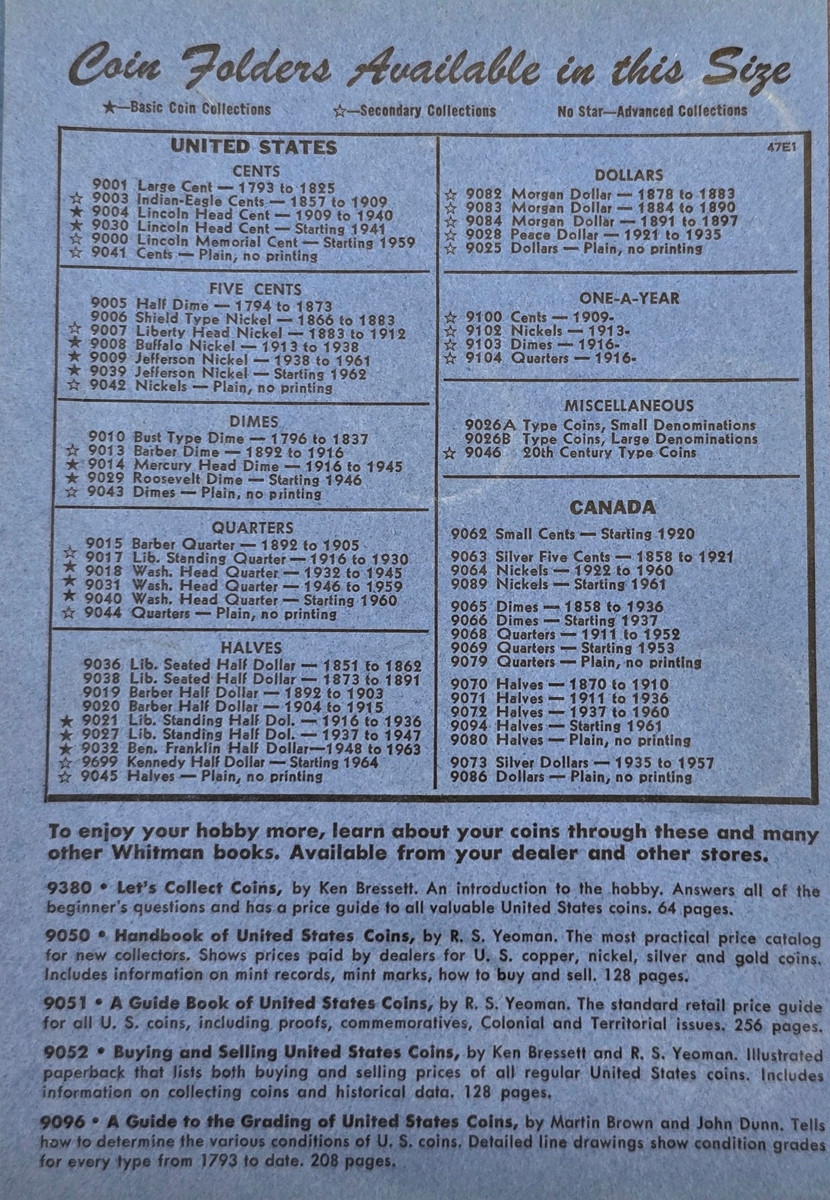 Coin Folders Available in this Size
★—Basic Coin Collections ☆—Secondary Collections No Star—Advanced Collections
UNITED STATES
CENTS
9001 Large Cent — 1793 to 1825
☆ 9003 Indian-Eagle Cents — 1857 to 1909
★ 9004 Lincoln Head Cent — 1909 to 1940
★ 9030 Lincoln Head Cent — Starting 1941
☆ 9000 Lincoln Memorial Cent — Starting 1959
☆ 9041 Cents — Plain, no printing
FIVE CENTS
9005 Half Dime — 1794 to 1873
9006 Shield Type Nickel — 1866 to 1883
☆ 9007 Liberty Head Nickel — 1883 to 1912
★ 9008 Buffalo Nickel — 1913 to 1938
★ 9009 Jefferson Nickel — 1938 to 1961
★ 9039 Jefferson Nickel — Starting 1962
☆ 9042 Nickels — Plain, no printing
DIMES
9010 Bust Type Dime — 1796 to 1837
☆ 9013 Barber Dime — 1892 to 1916
★ 9014 Mercury Head Dime — 1916 to 1945
★ 9029 Roosevelt Dime — Starting 1946
☆ 9043 Dimes — Plain, no printing
QUARTERS
9015 Barber Quarter — 1892 to 1905
☆ 9017 Lib. Standing Quarter — 1916 to 1930
★ 9018 Wash. Head Quarter — 1932 to 1945
★ 9031 Wash. Head Quarter — 1946 to 1959
★ 9040 Wash. Head Quarter — Starting 1960
☆ 9044 Quarters — Plain, no printing
HALVES
9036 Lib. Seated Half Dollar — 1851 to 1862
9038 Lib. Seated Half Dollar — 1873 to 1891
9019 Barber Half Dollar — 1892 to 1903
9020 Barber Half Dollar — 1904 to 1915
★ 9021 Lib. Standing Half Dol. — 1916 to 1936
★ 9027 Lib. Standing Half Dol. — 1937 to 1947
★ 9032 Ben. Franklin Half Dollar—1948 to 1963
☆ 9699 Kennedy Half Dollar — Starting 1964
☆ 9045 Halves — Plain, no printing
47E1
DOLLARS
☆ 9082 Morgan Dollar — 1878 to 1883
☆ 9083 Morgan Dollar — 1884 to 1890
☆ 9084 Morgan Dollar — 1891 to 1897
☆ 9028 Peace Dollar — 1921 to 1935
☆ 9025 Dollars — Plain, no printing
ONE-A-YEAR
☆ 9100 Cents — 1909-
☆ 9102 Nickels — 1913-
☆ 9103 Dimes — 1916-
☆ 9104 Quarters — 1916-
MISCELLANEOUS
9026A Type Coins, Small Denominations
9026B Type Coins, Large Denominations
☆ 9046 20th Century Type Coins
CANADA
9062 Small Cents — Starting 1920
9063 Silver Five Cents — 1858 to 1921
9064 Nickels — 1922 to 1960
9089 Nickels — Starting 1961
9065 Dimes — 1858 to 1936
9066 Dimes — Starting 1937
9068 Quarters — 1911 to 1952
9069 Quarters — Starting 1953
9079 Quarters — Plain, no printing
9070 Halves — 1870 to 1910
9071 Halves — 1911 to 1936
9072 Halves — 1937 to 1960
9094 Halves — Starting 1961
9080 Halves — Plain, no printing
9073 Silver Dollars — 1935 to 1957
9086 Dollars — Plain, no printing
To enjoy your hobby more, learn about your coins through these and many
other Whitman books. Available from your dealer and other stores.
9380 • Let's Collect Coins, by Ken Bressett. An introduction to the hobby. Answers all of the
beginner's questions and has a price guide to all valuable United States coins. 64 pages.
9050 • Handbook of United States Coins, by R. S. Yeoman. The most practical price catalog
for new collectors. Shows prices paid by dealers for U. S. copper, nickel, silver and gold coins.
Includes information on mint records, mint marks, how to buy and sell. 128 pages.
9051 • A Guide Book of United States Coins, by R. S. Yeoman. The standard retail price guide
for all U. S. coins, including proofs, commemoratives, Colonial and Territorial issues. 256 pages.
9052 • Buying and Selling United States Coins, by Ken Bressett and R. S. Yeoman. Illustrated
paperback that lists both buying and selling prices of all regular United States coins. Includes
information on collecting coins and historical data. 128 pages.
9096 • A Guide to the Grading of United States Coins, by Martin Brown and John Dunn. Tells
how to determine the various conditions of U. S. coins. Detailed line drawings show condition grades
for every type from 1793 to date. 208 pages.